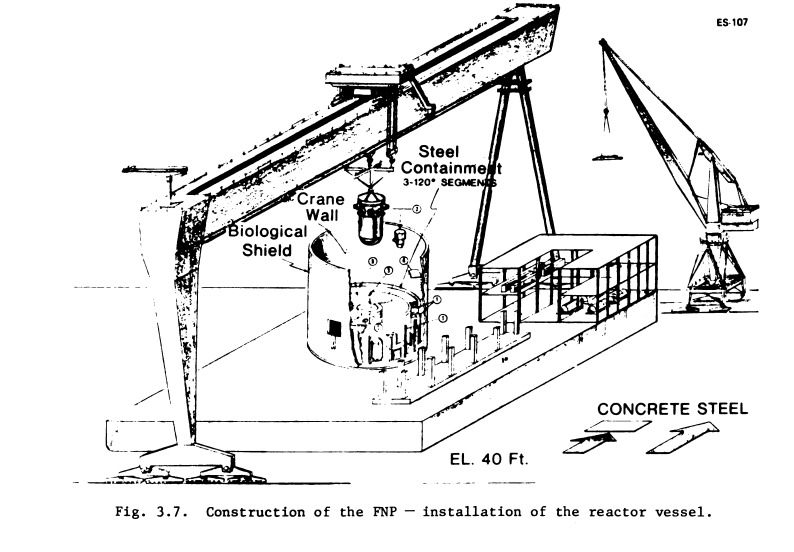 ES-107
Steel
Containment
3-120° SEGMENTS
Crane
Wall
Biological
Shield
CONCRETE STEEL
EL. 40 Ft.
Fig. 3.7. Construction of the FNP — installation of the reactor vessel.